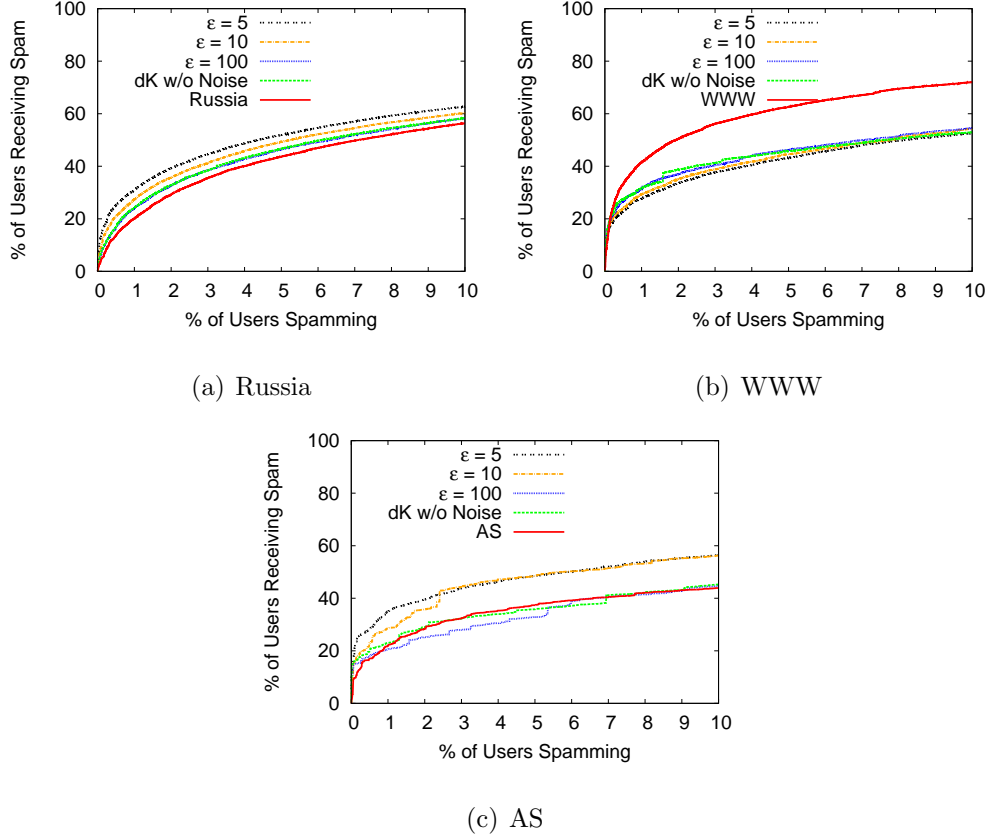 % of Users Receiving Spam
100
80
60
40
20
0
ε = 5
ε = 10
ε = 100
dK w/o Noise
Russia
0 1 2 3 4 5 6 7 8 9 10
% of Users Spamming
(a) Russia
% of Users Receiving Spam
100
80
60
40
20
0
ε = 5
ε = 10
ε = 100
dK w/o Noise
WWW
0 1 2 3 4 5 6 7 8 9 10
% of Users Spamming
(b) WWW
% of Users Receiving Spam
100
80
60
40
20
0
ε = 5
ε = 10
ε = 100
dK w/o Noise
AS
0 1 2 3 4 5 6 7 8 9 10
% of Users Spamming
(c) AS